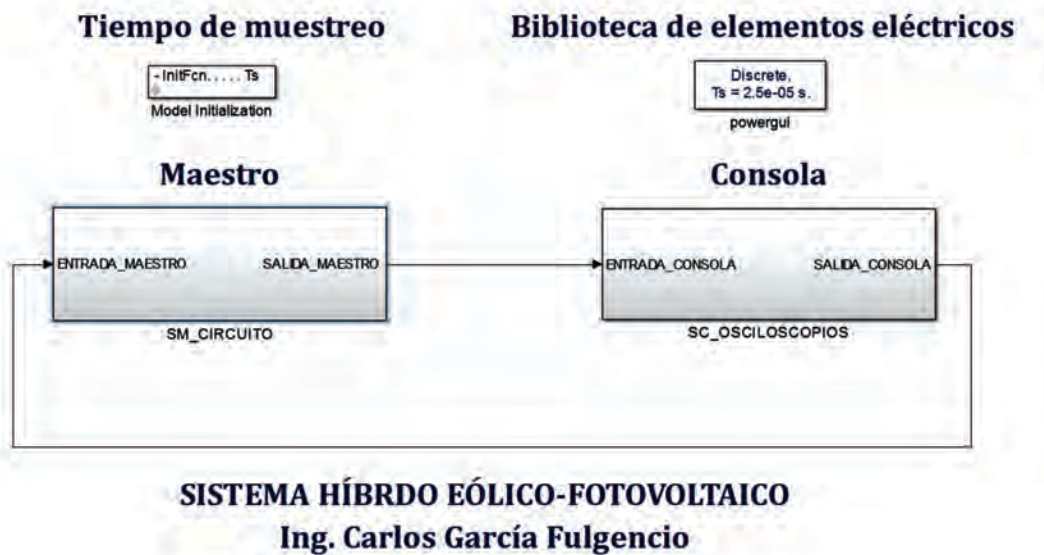 Tiempo de muestreo
Biblioteca de elementos eléctricos
-InitFcn..... Ts
Model Initialization
Discrete,
Ts = 2.5e-05 s.
powergui
Maestro
Consola
ENTRADA_MAESTRO
SALIDA_MAESTRO
ENTRADA_CONSOLA
SALIDA_CONSOLA
SM_CIRCUITO
SC_OSCILOSCOPIOS
SISTEMA HÍBRDO EÓLICO-FOTOVOLTAICO
Ing. Carlos García Fulgencio